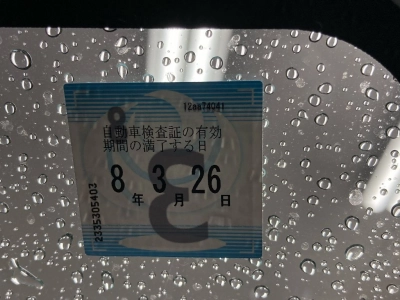 自動車検査証の有効
期間の満了する日
8 3 26
年 月 日
2335305403